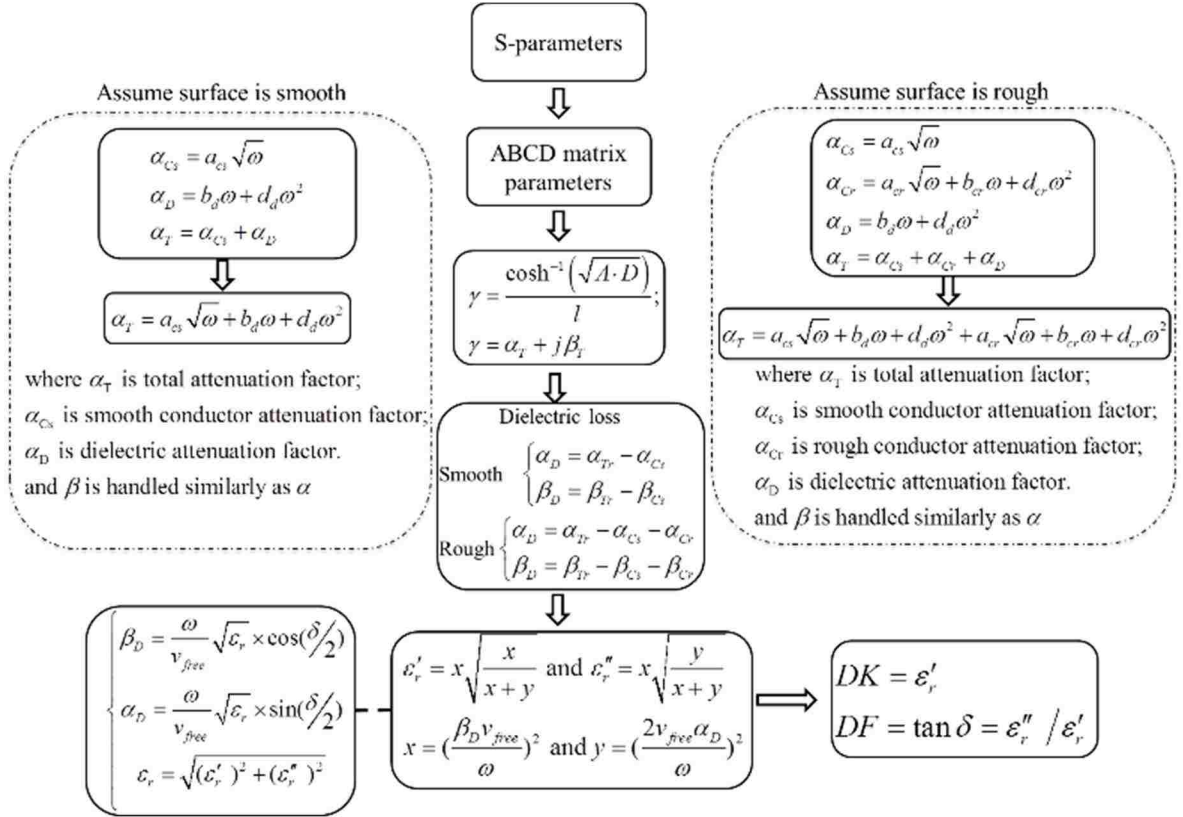 S-parameters
Assume surface is smooth
α_Cs = a_cs √ω
α_D = b_d ω + d_d ω²
α_T = α_Cs + α_D
α_T = a_cs √ω + b_d ω + d_d ω²
where α_T is total attenuation factor;
α_Cs is smooth conductor attenuation factor;
α_D is dielectric attenuation factor.
and β is handled similarly as α
ABCD matrix
parameters
γ = cosh⁻¹(√(A·D)) / l;
γ = α_T + jβ_T
Assume surface is rough
α_Cs = a_cs √ω
α_Cr = a_cr √ω + b_cr ω + d_cr ω²
α_D = b_d ω + d_d ω²
α_T = α_Cs + α_Cr + α_D
α_T = a_cs √ω + b_d ω + d_d ω² + a_cr √ω + b_cr ω + d_cr ω²
where α_T is total attenuation factor;
α_Cs is smooth conductor attenuation factor;
α_Cr is rough conductor attenuation factor;
α_D is dielectric attenuation factor.
and β is handled similarly as α
Dielectric loss
Smooth { α_D = α_Tr − α_Cs
β_D = β_Tr − β_Cs
Rough { α_D = α_Tr − α_Cs − α_Cr
β_D = β_Tr − β_Cs − β_Cr
β_D = ω/v_free √ε_r × cos(δ/2)
α_D = ω/v_free √ε_r × sin(δ/2)
ε_r = √((ε_r′)² + (ε_r″)²)
ε_r′ = x√(x/(x + y)) and ε_r″ = x√(y/(x + y))
x = (β_D v_free / ω)² and y = (2v_free α_D / ω)²
DK = ε_r′
DF = tan δ = ε_r″ / ε_r′